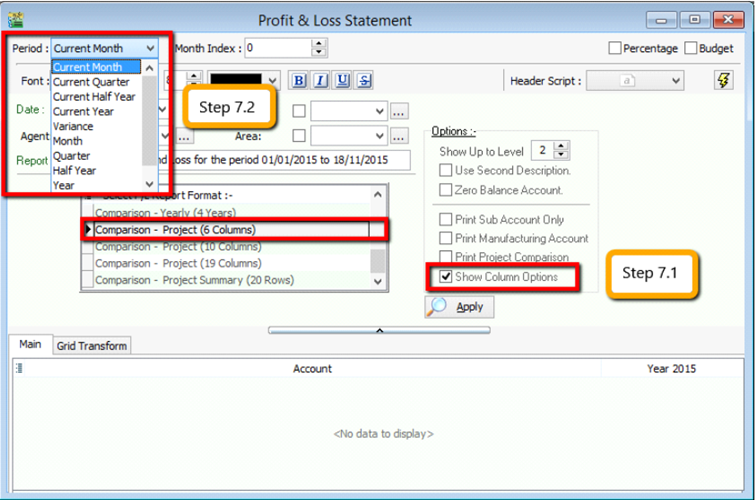 Profit & Loss Statement
Period : Current Month Month Index : 0 Percentage Budget
Current Month
Current Quarter
Current Half Year
Current Year
Variance
Month
Quarter
Half Year
Year
Font : 8 B I U S Header Script : a
Step 7.2
Date :
Agent ... Area: ...
Report nd Loss for the period 01/01/2015 to 18/11/2015
Report Format :-
Comparison - Yearly (4 Years)
Comparison - Project (6 Columns)
Comparison - Project (10 Columns)
Comparison - Project (19 Columns)
Comparison - Project Summary (20 Rows)
Options :-
Show Up to Level 2
Use Second Description.
Zero Balance Account.
Print Sub Account Only
Print Manufacturing Account
Print Project Comparison
Show Column Options
Step 7.1
Apply
Main Grid Transform
Account Year 2015
<No data to display>